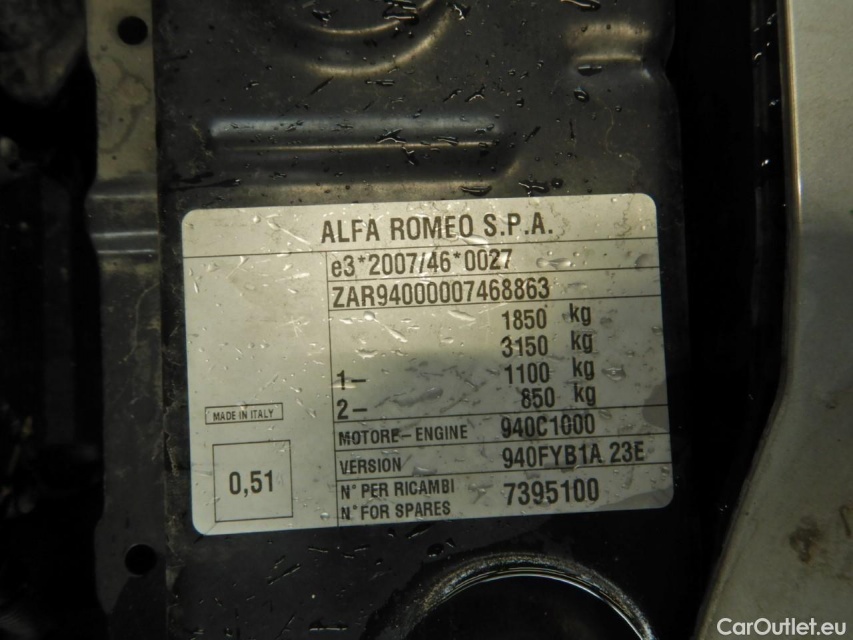 ALFA ROMEO S.P.A.
e3*2007/46*0027
ZAR94000007468863
1850 kg
3150 kg
1– 1100 kg
2– 850 kg
MADE IN ITALY
MOTORE–ENGINE 940C1000
VERSION 940FYB1A 23E
0,51
N° PER RICAMBI
N° FOR SPARES
7395100
CarOutlet.eu